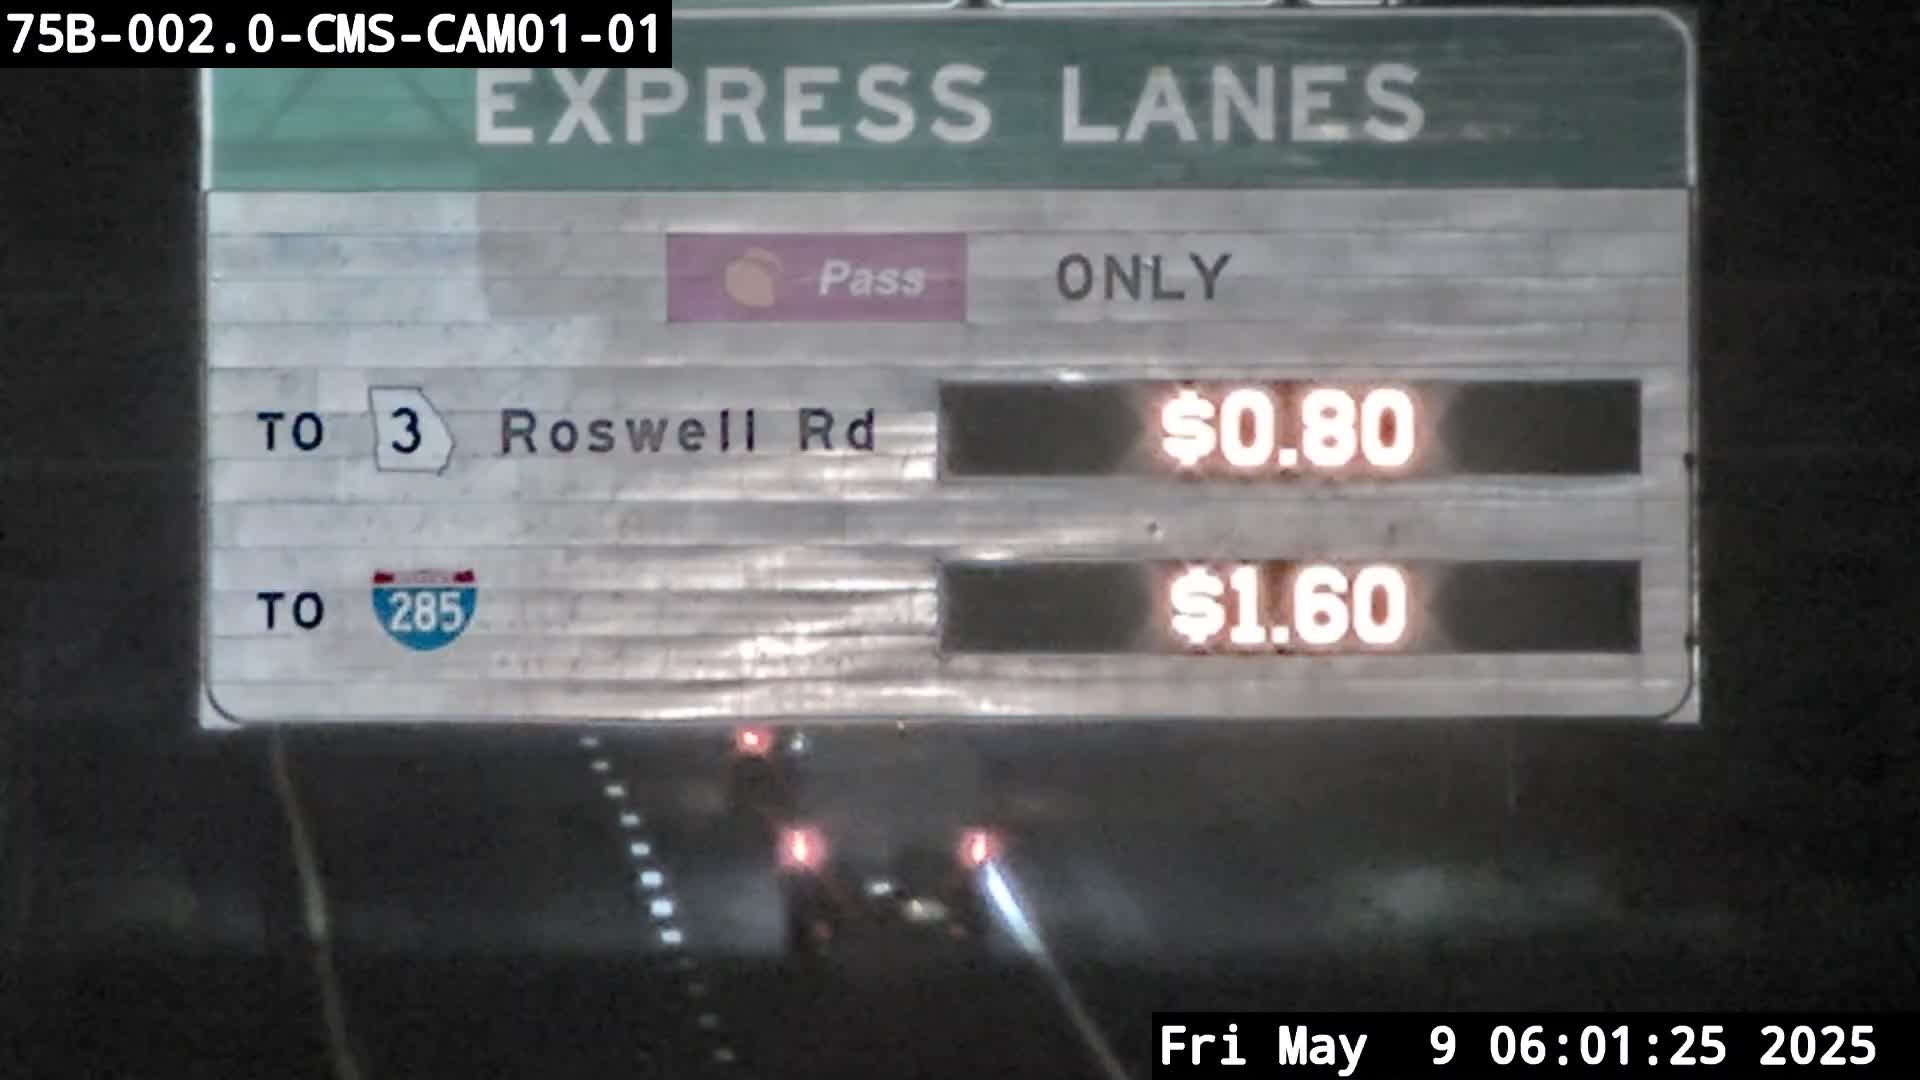 75B-002.0-CMS-CAM01-01
EXPRESS LANES
Pass ONLY
TO 3 Roswell Rd $0.80
TO 285 $1.60
Fri May 9 06:01:25 2025